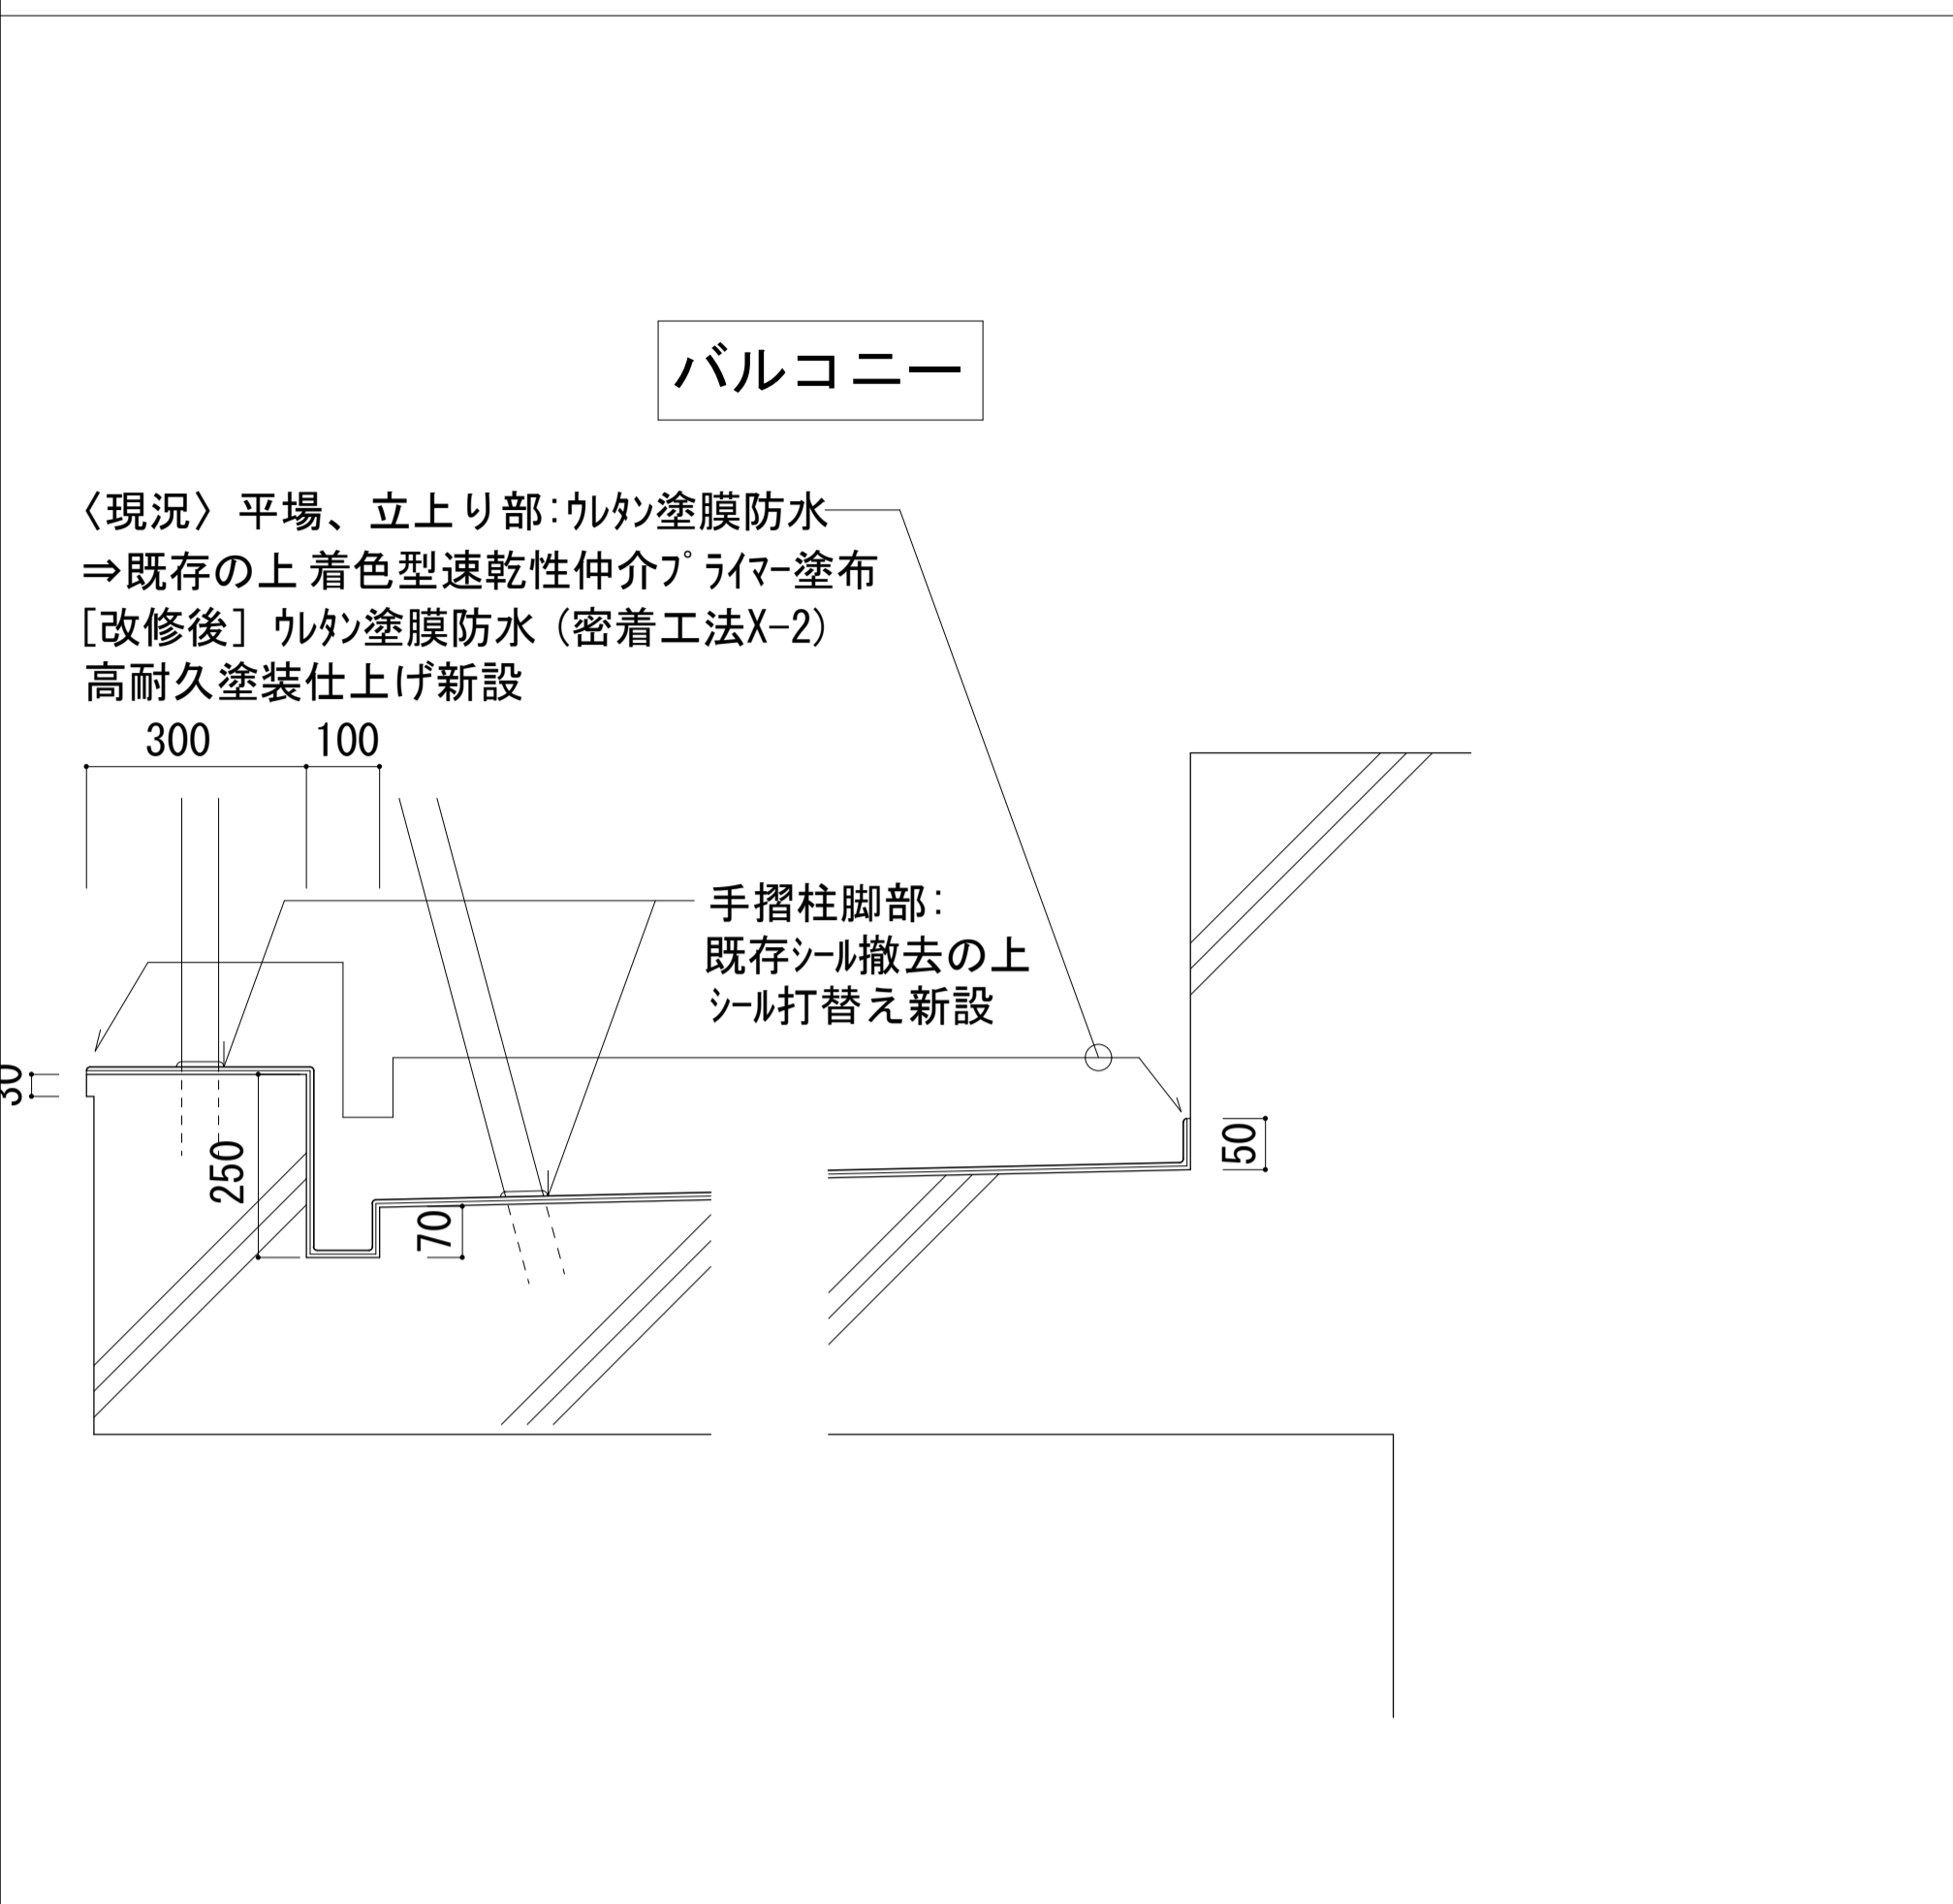 バルコニー
〈現況〉 平場、立上り部:ｳﾚﾀﾝ塗膜防水
⇒既存の上 着色型速乾性仲介ﾌﾟﾗｲﾏｰ塗布
[改修後] ｳﾚﾀﾝ塗膜防水（密着工法X-2）
高耐久塗装仕上げ新設
300 100
手摺柱脚部:
既存ｼｰﾙ撤去の上
ｼｰﾙ打替え新設
30
250
70
50